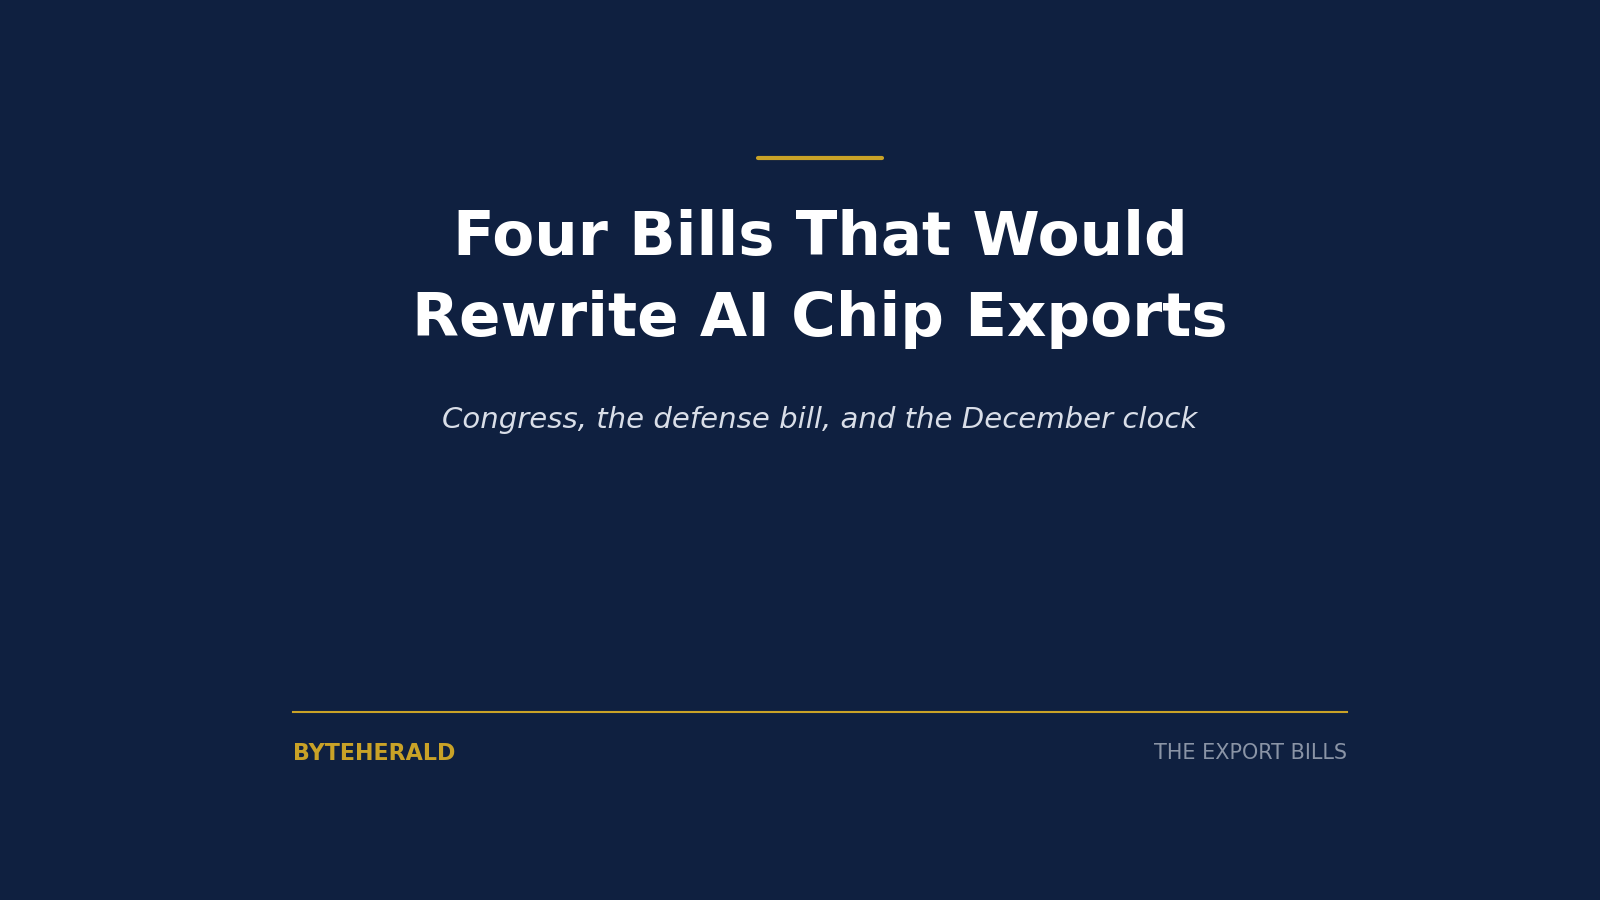 Four Bills That Would
Rewrite AI Chip Exports
Congress, the defense bill, and the December clock
BYTEHERALD
THE EXPORT BILLS